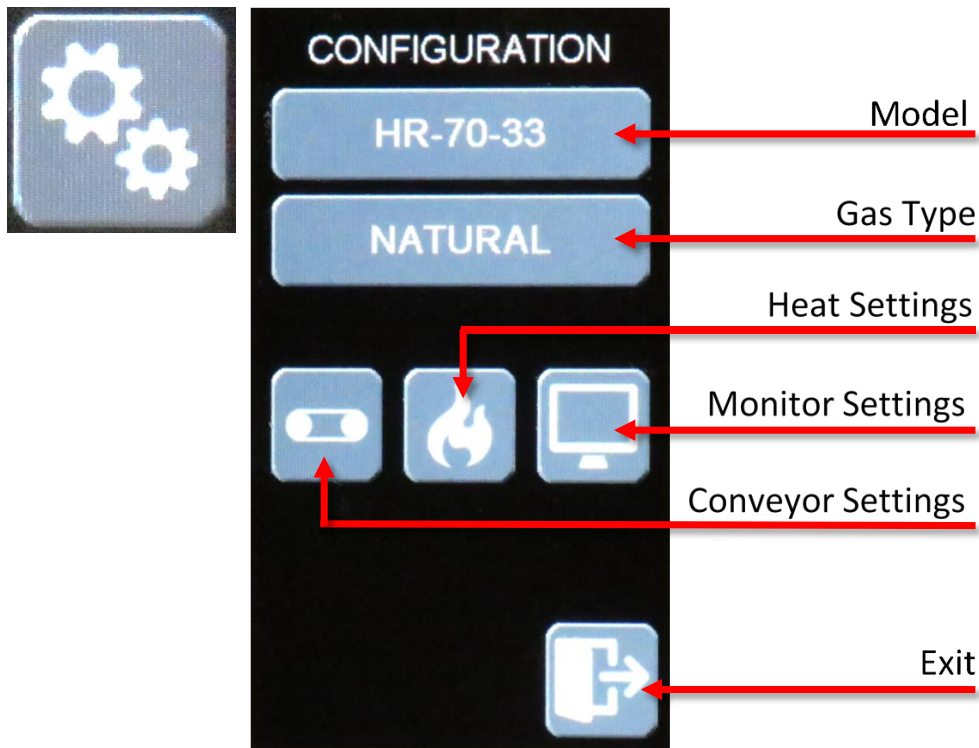 CONFIGURATION
HR-70-33
Model
NATURAL
Gas Type
Heat Settings
Monitor Settings
Conveyor Settings
Exit